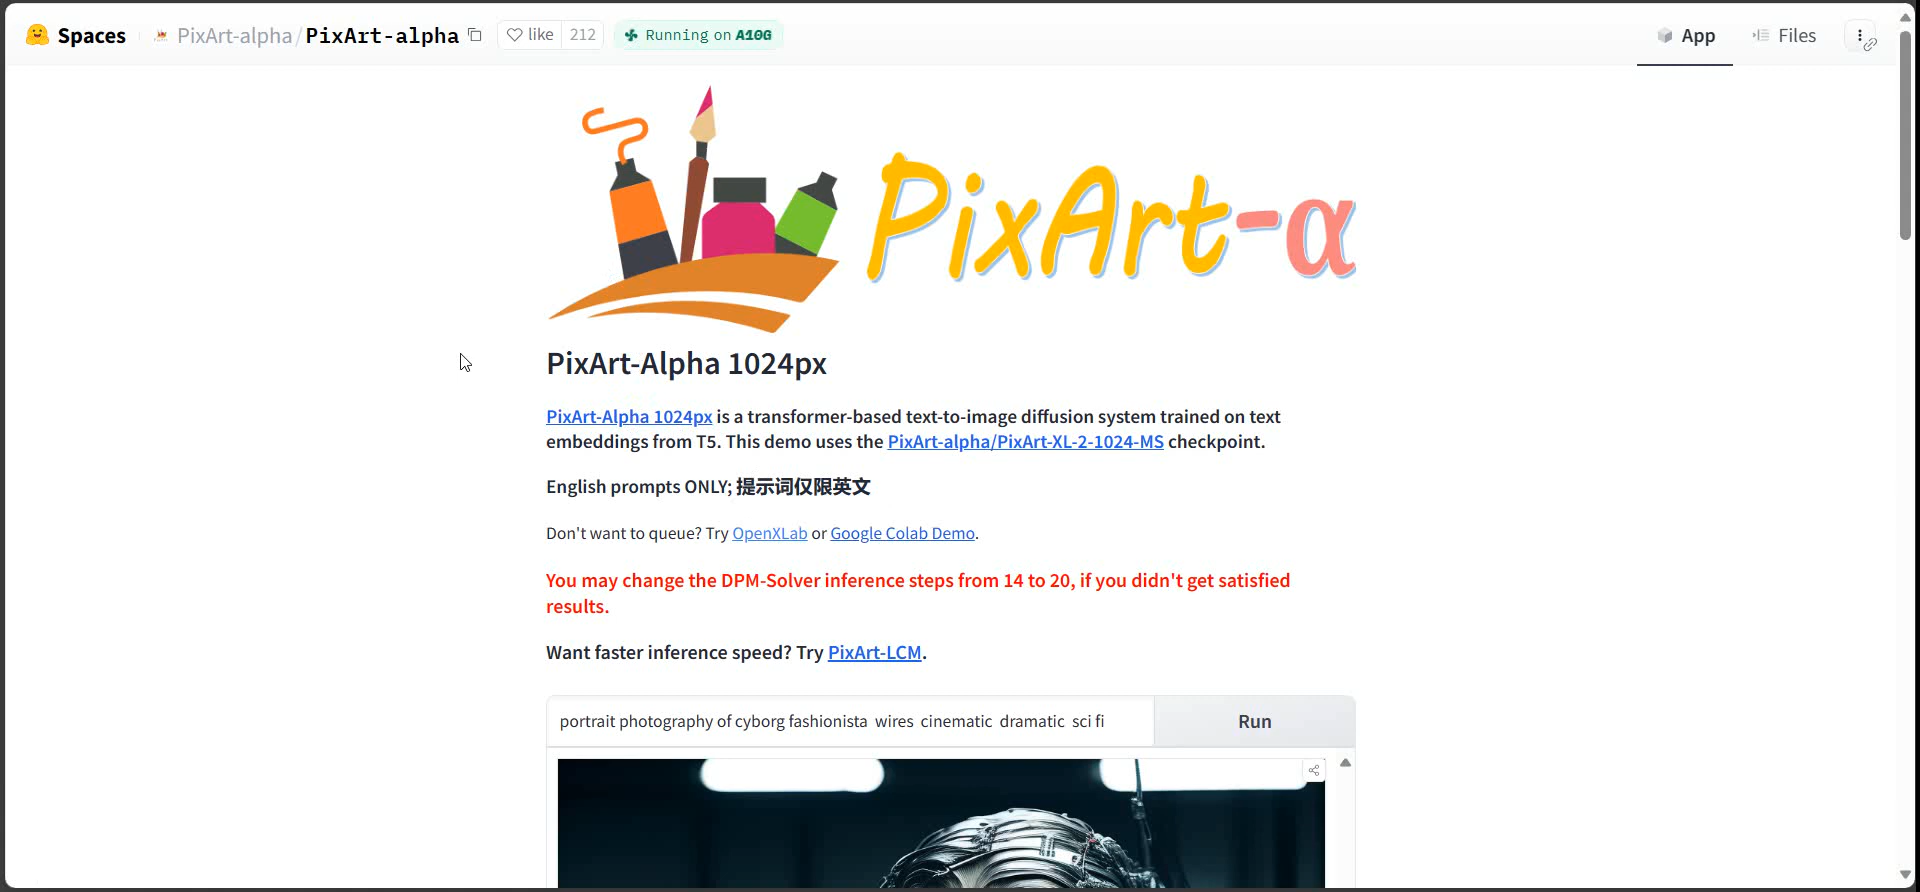 Spaces PixArt-alpha/PixArt-alpha like 212 Running on A10G App Files
PixArt-α
PixArt-Alpha 1024px
PixArt-Alpha 1024px is a transformer-based text-to-image diffusion system trained on text
embeddings from T5. This demo uses the PixArt-alpha/PixArt-XL-2-1024-MS checkpoint.
English prompts ONLY; 提示词仅限英文
Don't want to queue? Try OpenXLab or Google Colab Demo.
You may change the DPM-Solver inference steps from 14 to 20, if you didn't get satisfied
results.
Want faster inference speed? Try PixArt-LCM.
portrait photography of cyborg fashionista wires cinematic dramatic sci fi Run